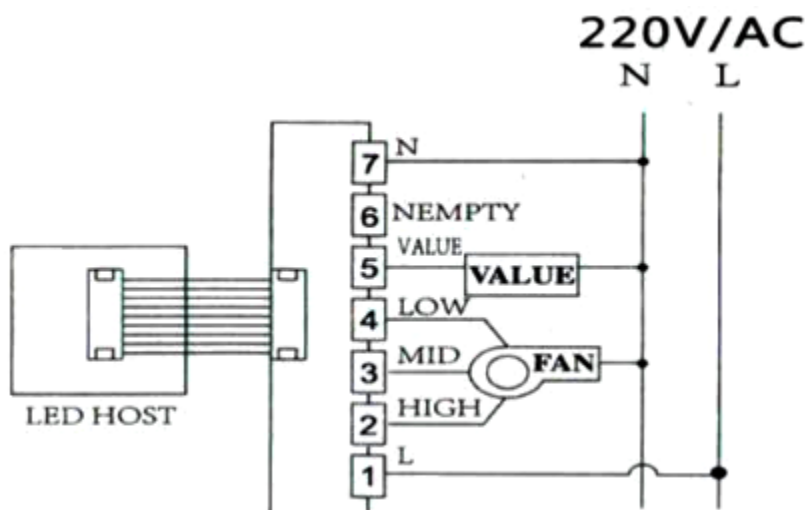 220V/AC
N L
7 N
6 NEMPTY
5 VALUE
VALUE
4 LOW
3 MID
FAN
2 HIGH
1 L
LED HOST